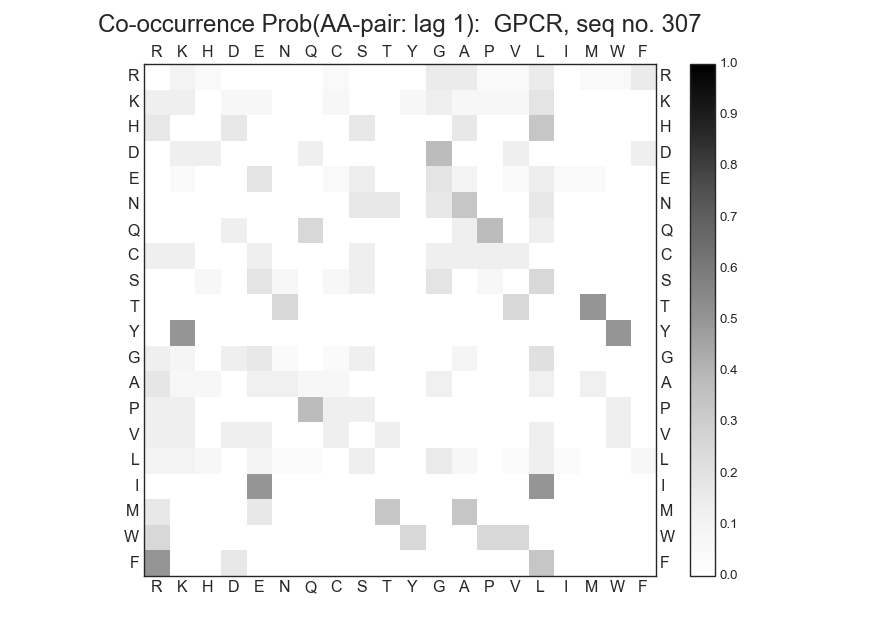 Co-occurrence Prob(AA-pair: lag 1):  GPCR, seq no. 307
R K H D E N Q C S T Y G A P V L I M W F
R R 1.0
K K
H H 0.9
D D 0.8
E E
N N 0.7
Q Q
C C 0.6
S S
T T 0.5
Y Y
G G 0.4
A A
P P 0.3
V V
L L 0.2
I I
M M 0.1
W W
F F 0.0
R K H D E N Q C S T Y G A P V L I M W F